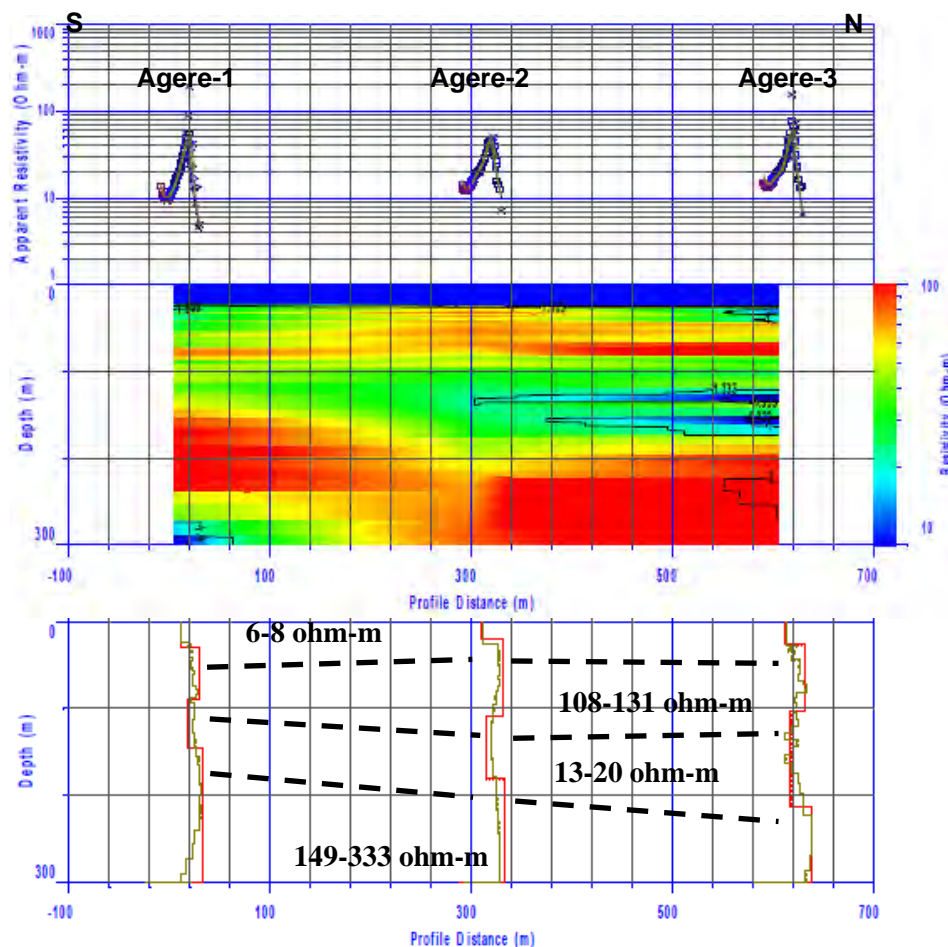 S N
1000
Agere-1 Agere-2 Agere-3
100
10
1
Apparent Resistivity (Ohm-m)
0
300
Depth (m)
100
10
Resistivity (Ohm-m)
-100 100 300 500 700
Profile Distance (m)
0
6-8 ohm-m
108-131 ohm-m
13-20 ohm-m
149-333 ohm-m
300
Depth (m)
-100 100 300 500 700
Profile Distance (m)